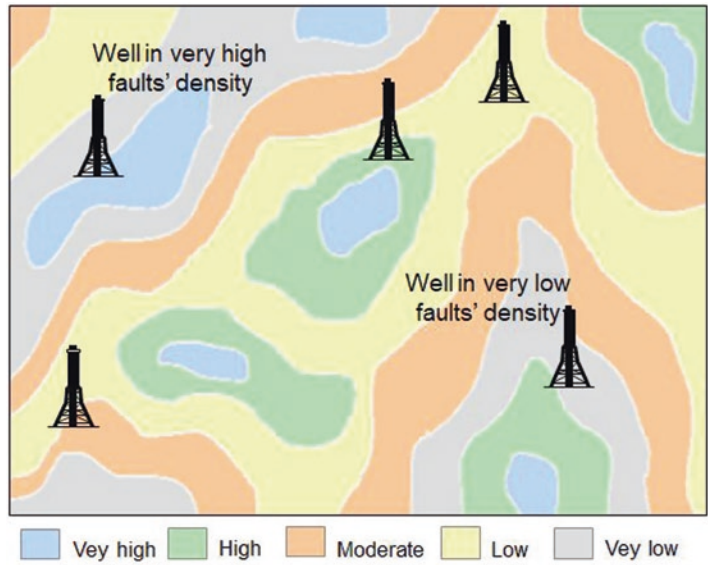 Well in very high
faults' density
Well in very low
faults' density
Vey high
High
Moderate
Low
Vey low